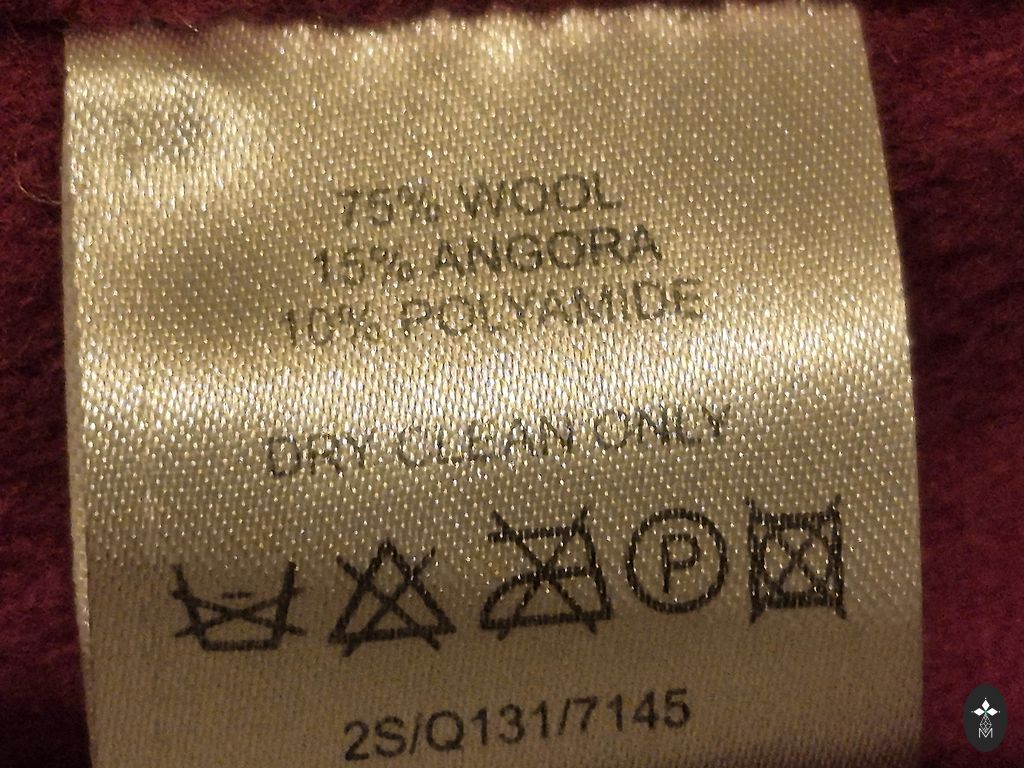 75% WOOL
15% ANGORA
10% POLYAMIDE
DRY CLEAN ONLY
P
2S/Q131/7145
M